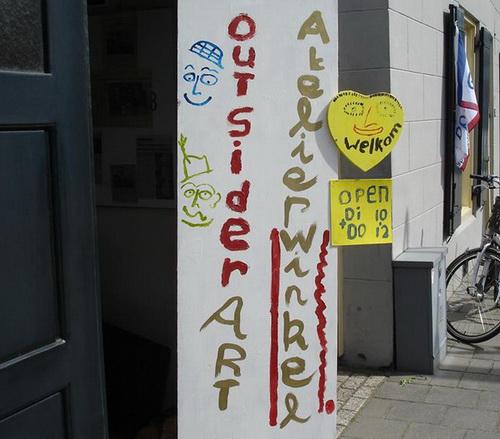 OUTSiDER ART
AteliERWiNkEl
Welkom
OPEN
Di 10
+DO 12